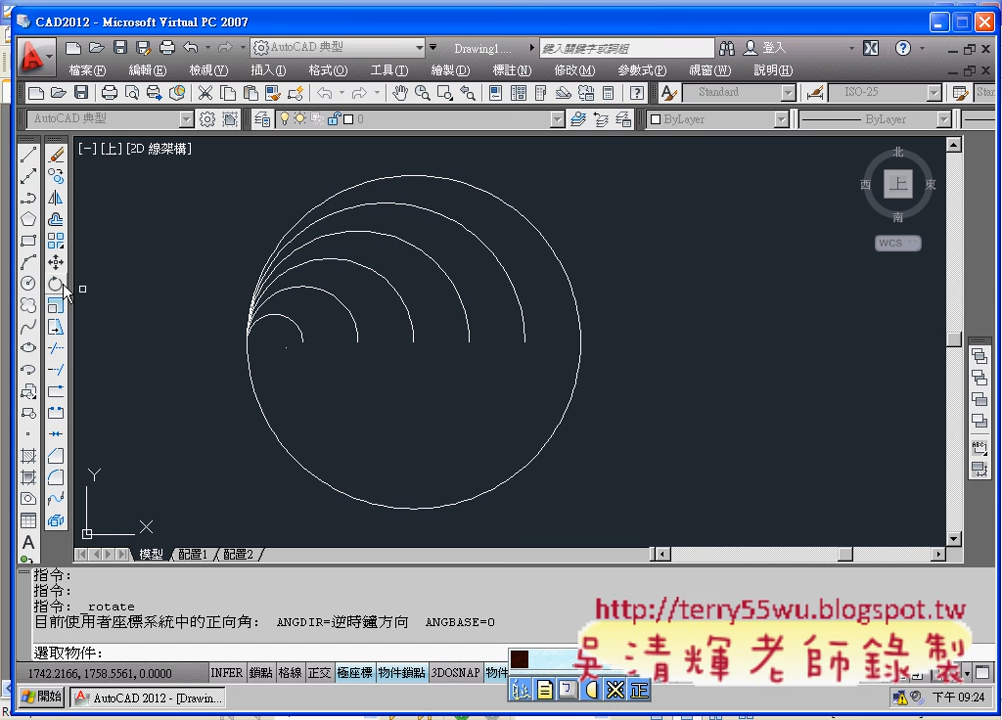 CAD2012 - Microsoft Virtual PC 2007
AutoCAD 典型
Drawing1...
鍵入關鍵字或詞組
登入
檔案(F) 編輯(E) 檢視(V) 插入(I) 格式(O) 工具(T) 繪製(D) 標註(N) 修改(M) 參數式(P) 視窗(W) 說明(H)
Standard
ISO-25
Stan
AutoCAD 典型
0
ByLayer
ByLayer
[-] [上] [2D 線架構]
北
西
上
東
南
WCS
Y
X
A
模型 配置1 配置2
指令:
指令:
指令: _rotate
目前使用者座標系統中的正向角: ANGDIR=逆時鐘方向 ANGBASE=0
選取物件:
http://terry55wu.blogspot.tw
吳清輝老師錄製
1742.2166, 1758.5561, 0.0000
INFER 鎖點 格線 正交 極座標 物件鎖點 3DOSNAP 物件
開始
AutoCAD 2012 - [Drawin...
下午 09:24